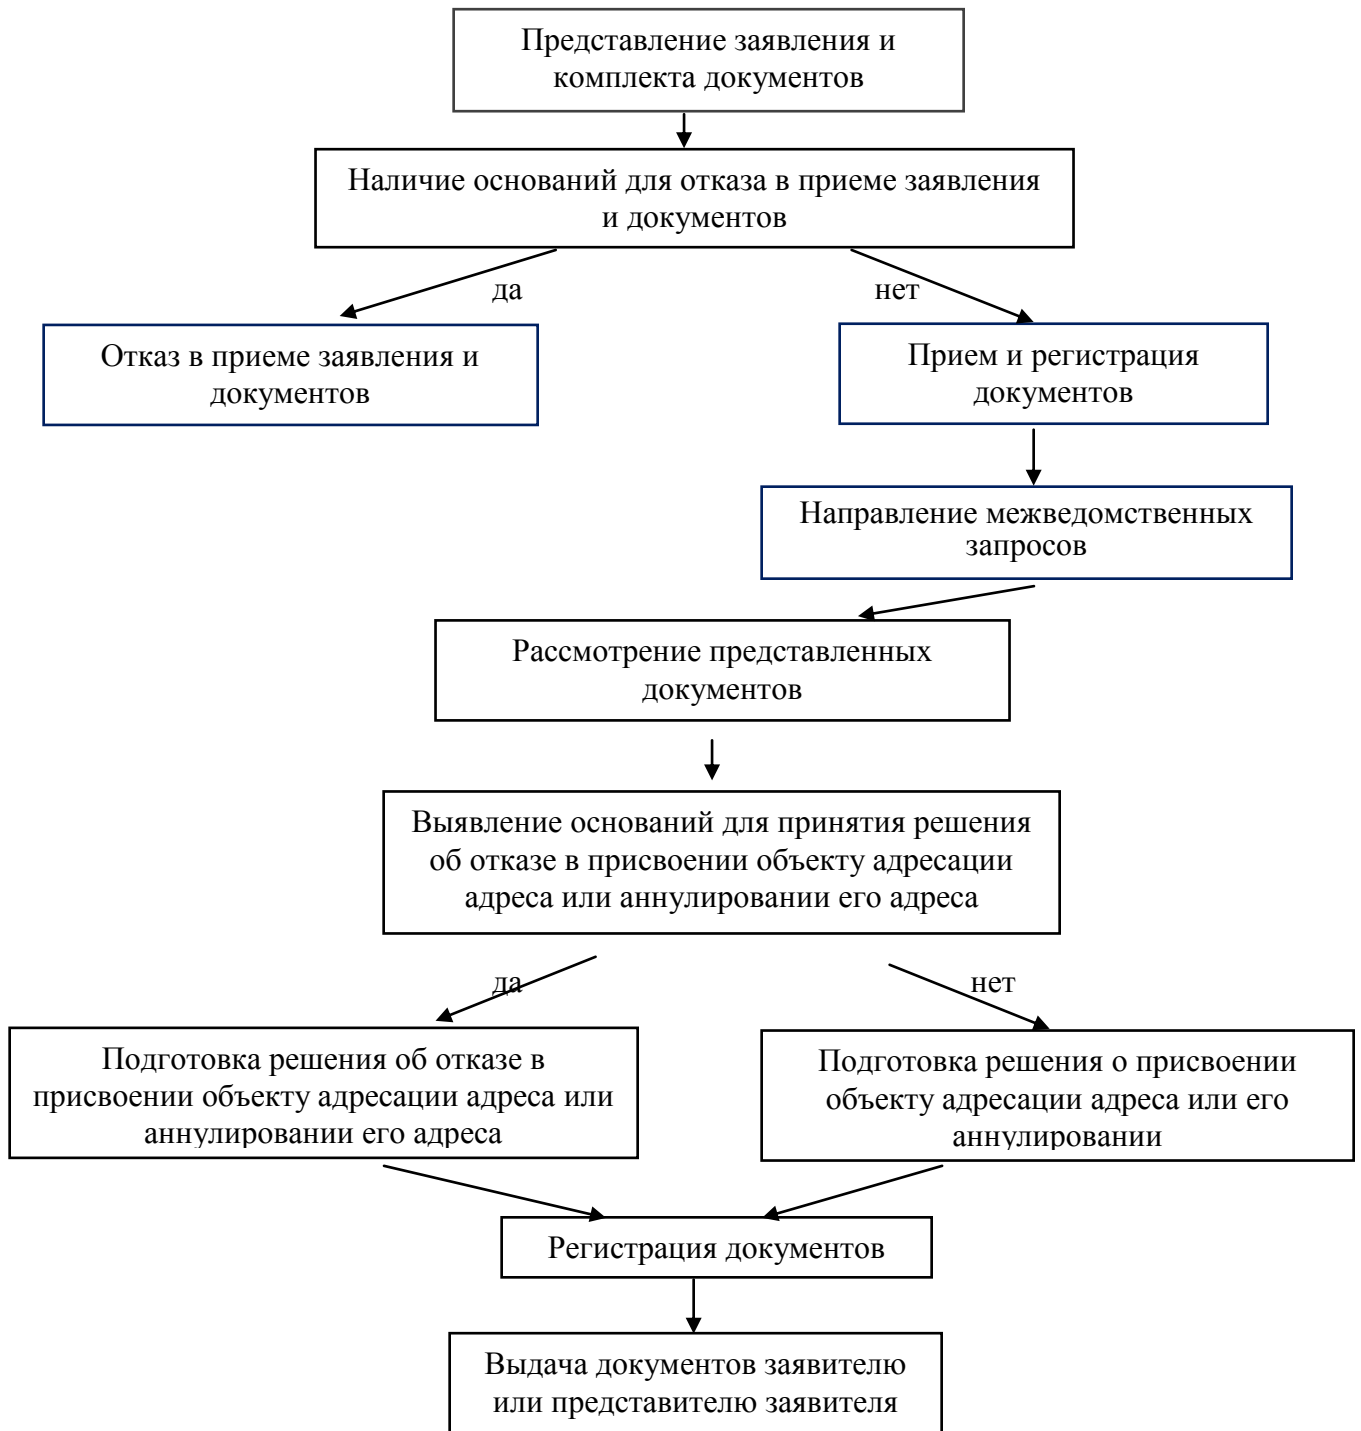 Представление заявления и
комплекта документов
Наличие оснований для отказа в приеме заявления
и документов
да
нет
Отказ в приеме заявления и
документов
Прием и регистрация
документов
Направление межведомственных
запросов
Рассмотрение представленных
документов
Выявление оснований для принятия решения
об отказе в присвоении объекту адресации
адреса или аннулировании его адреса
да
нет
Подготовка решения об отказе в
присвоении объекту адресации адреса или
аннулировании его адреса
Подготовка решения о присвоении
объекту адресации адреса или его
аннулировании
Регистрация документов
Выдача документов заявителю
или представителю заявителя